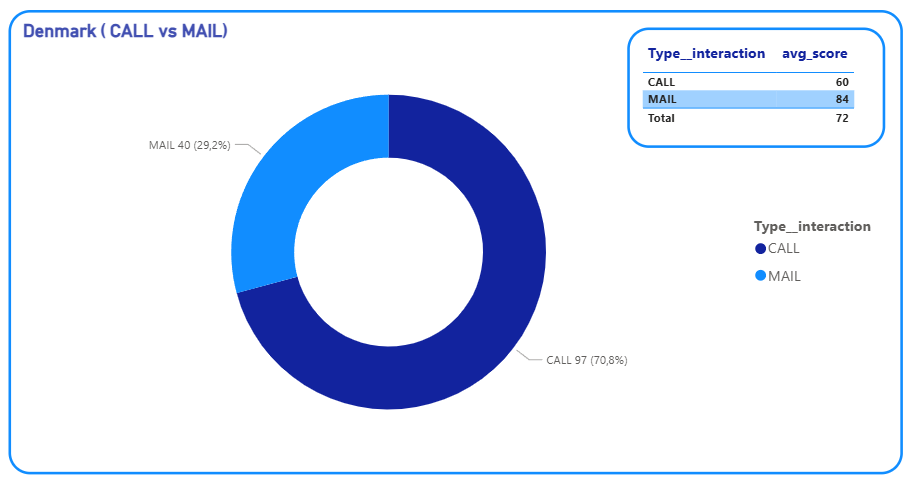 Denmark ( CALL vs MAIL)
Type__interaction avg_score
CALL 60
MAIL 84
Total 72
MAIL 40 (29,2%)
Type__interaction
CALL
MAIL
CALL 97 (70,8%)